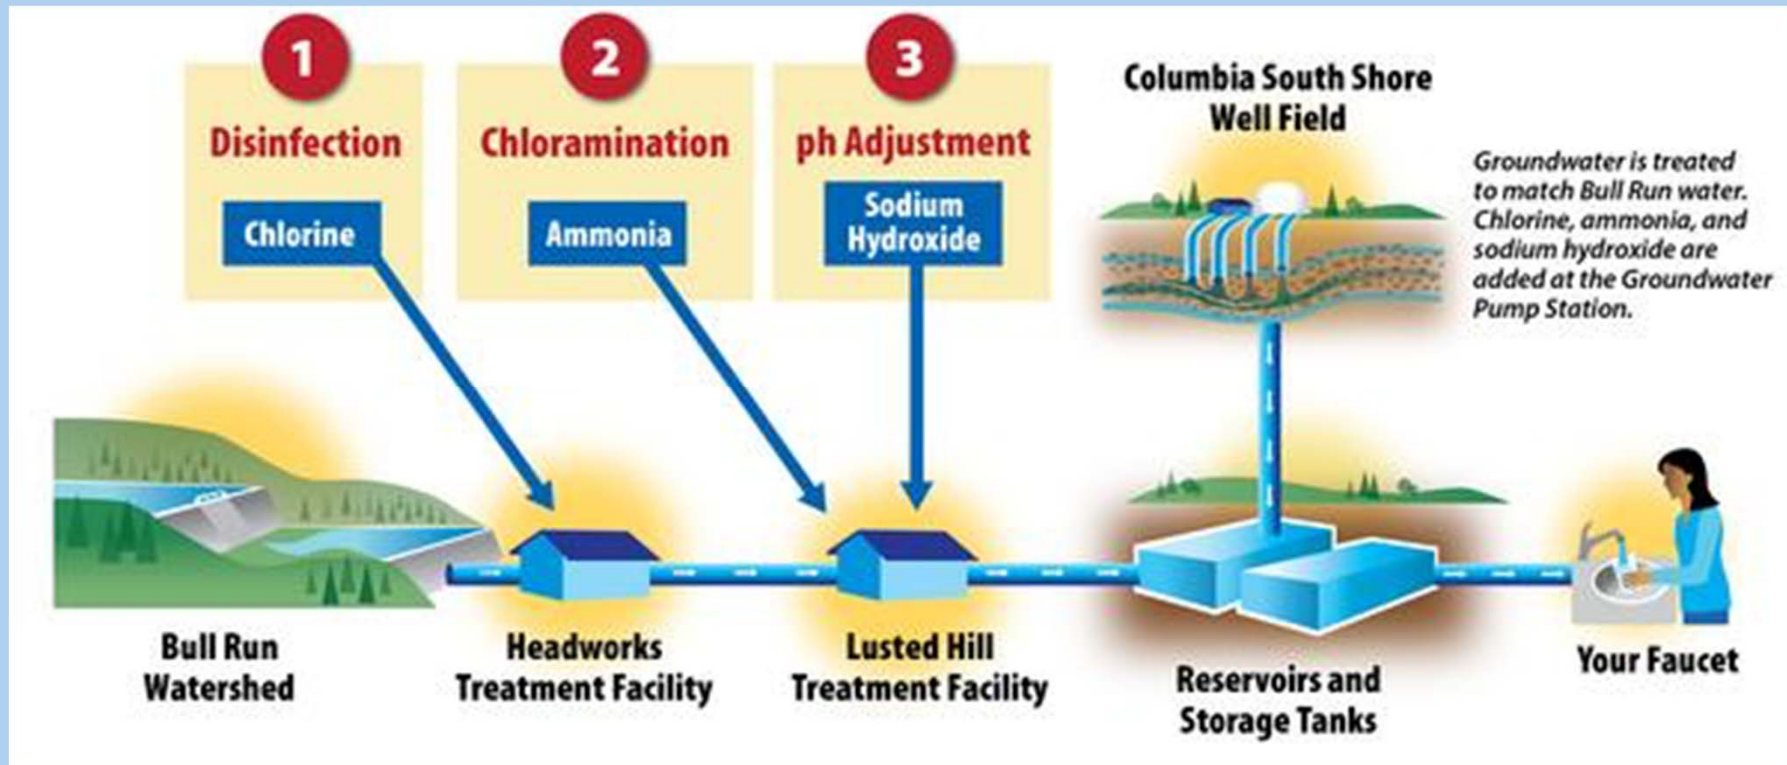 1
Disinfection
Chlorine
2
Chloramination
Ammonia
3
ph Adjustment
Sodium
Hydroxide
Columbia South Shore
Well Field
Groundwater is treated
to match Bull Run water.
Chlorine, ammonia, and
sodium hydroxide are
added at the Groundwater
Pump Station.
Bull Run
Watershed
Headworks
Treatment Facility
Lusted Hill
Treatment Facility
Reservoirs and
Storage Tanks
Your Faucet